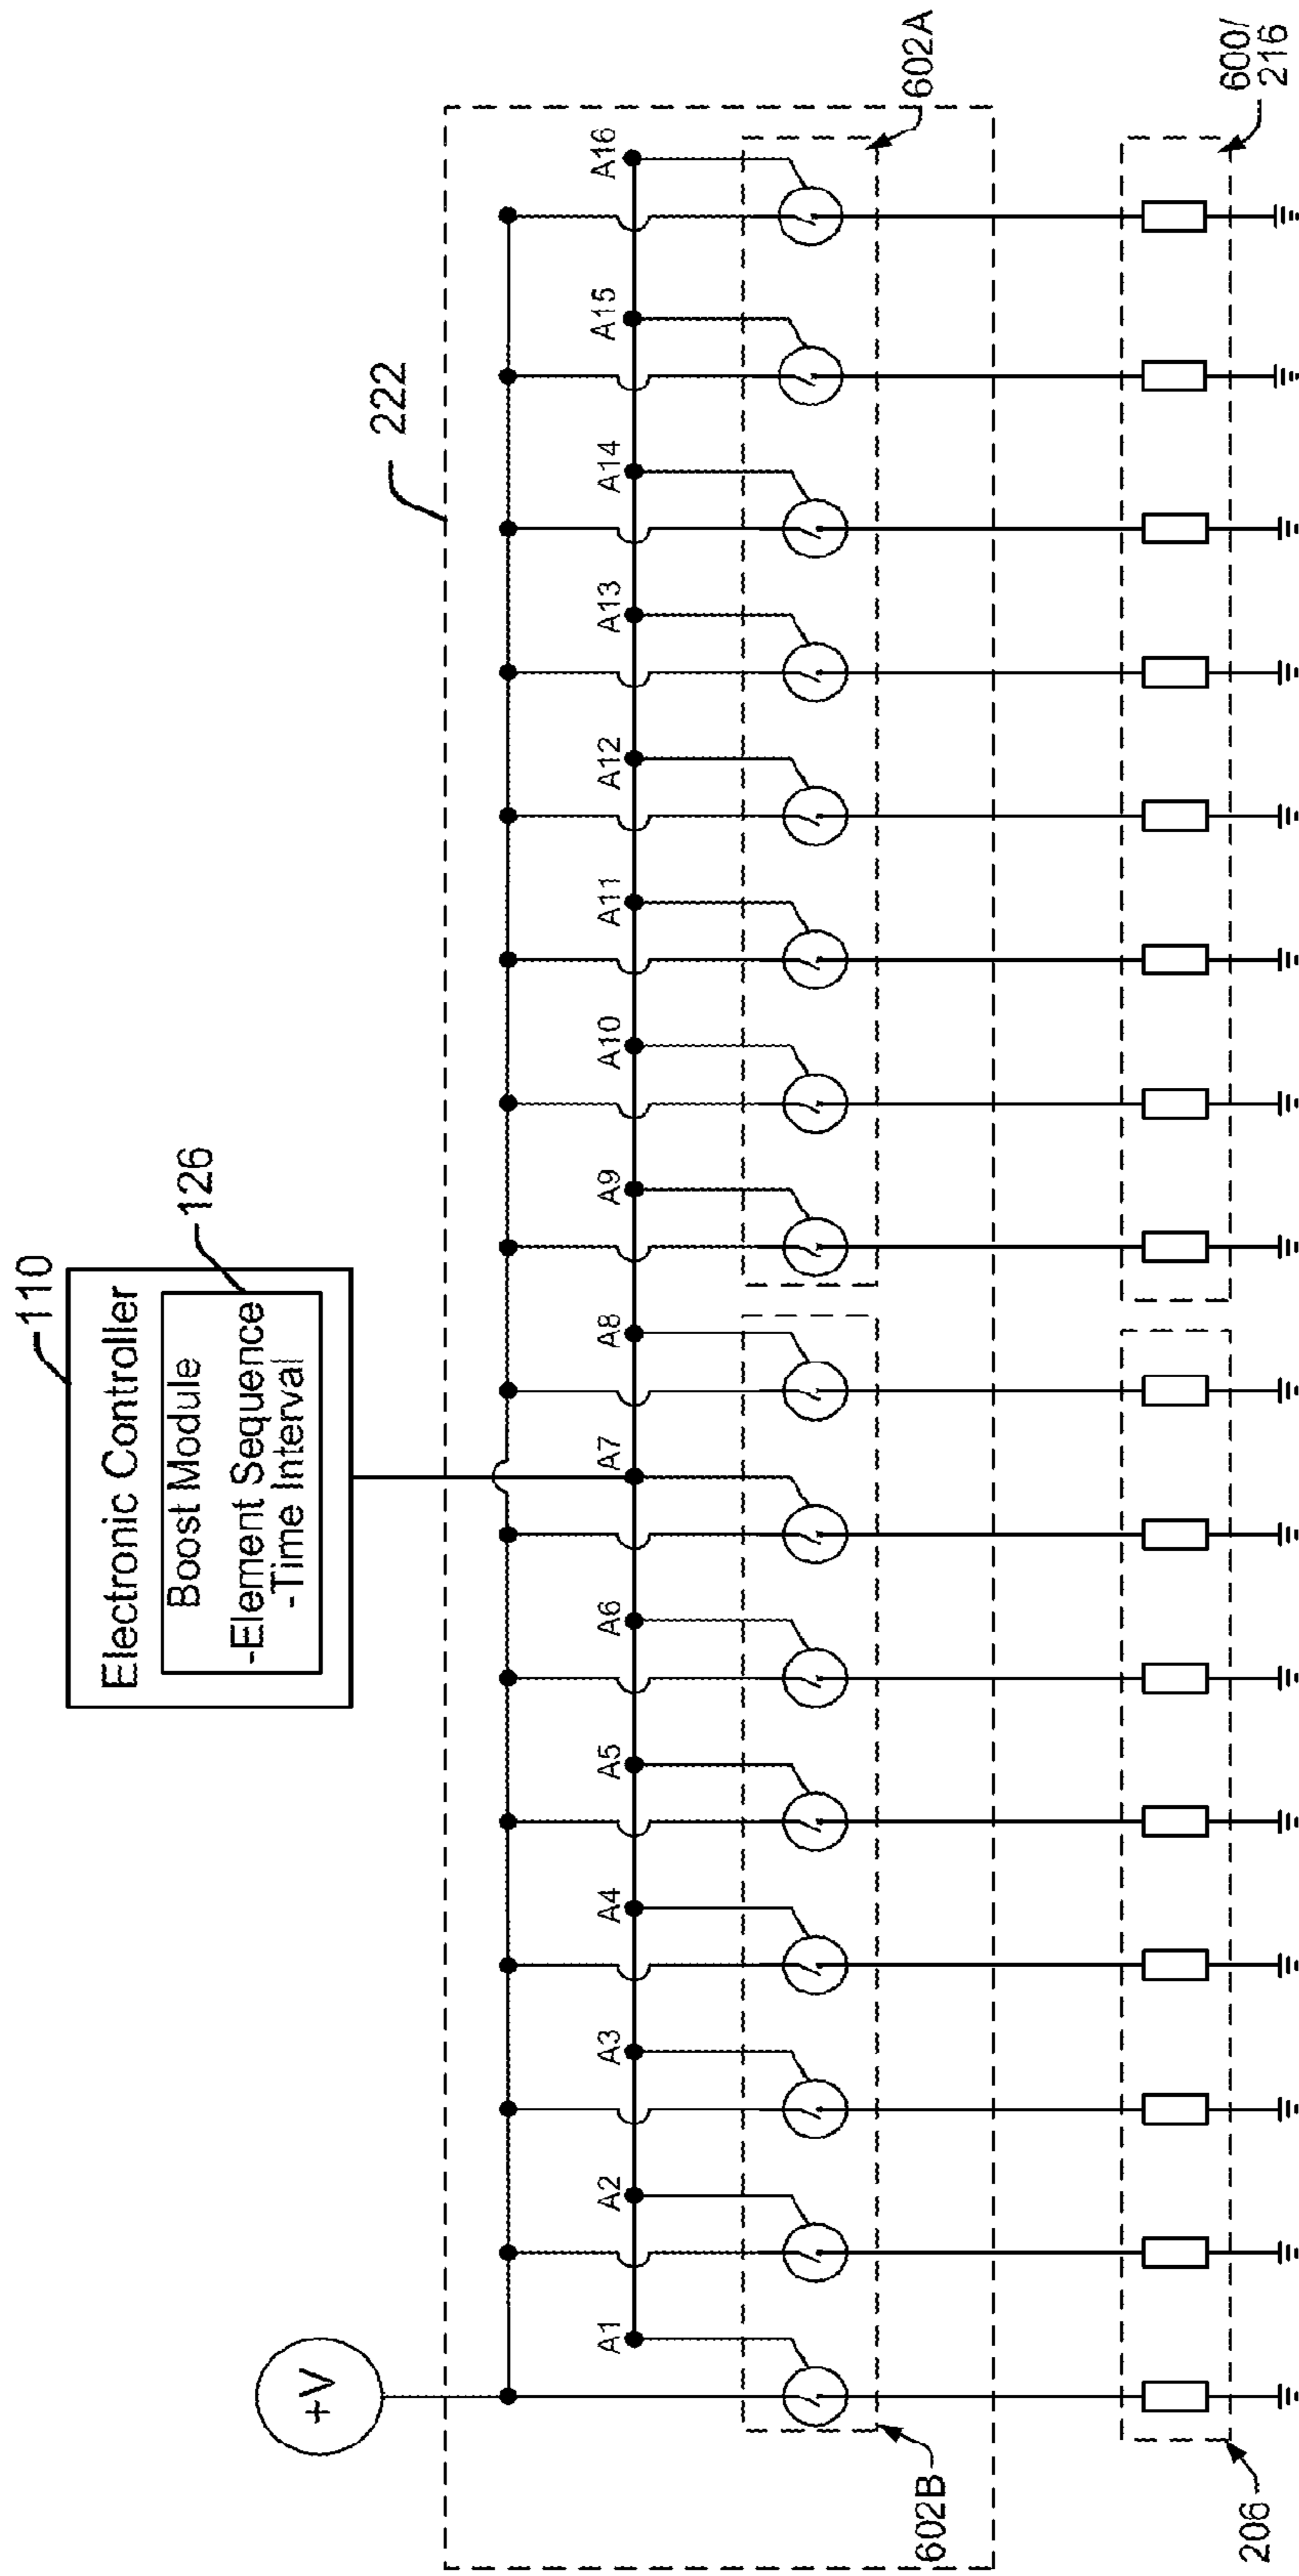 110
Electronic Controller
126
Boost Module
-Element Sequence
-Time Interval
+V
222
A1 A2 A3 A4 A5 A6 A7 A8 A9 A10 A11 A12 A13 A14 A15 A16
602B
602A
206
600/
216